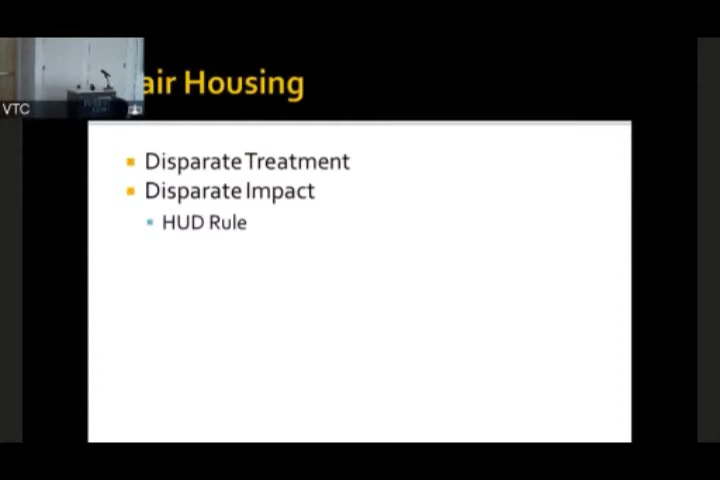 air Housing
VTC
Disparate Treatment
Disparate Impact
HUD Rule